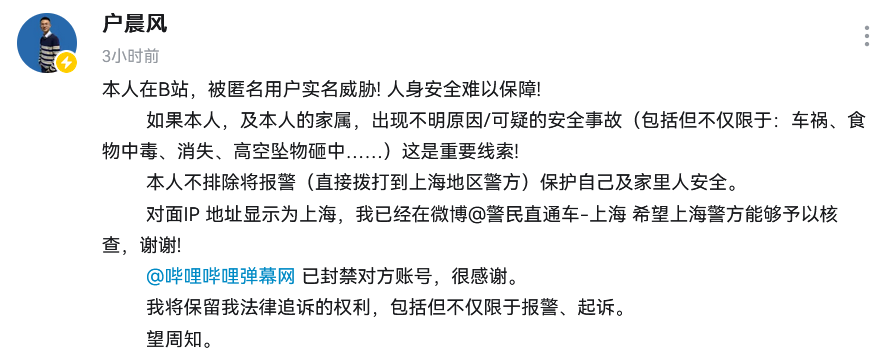 户晨风
3小时前
本人在B站，被匿名用户实名威胁! 人身安全难以保障!
如果本人，及本人的家属，出现不明原因/可疑的安全事故（包括但不仅限于：车祸、食
物中毒、消失、高空坠物砸中……）这是重要线索!
本人不排除将报警（直接拨打到上海地区警方）保护自己及家里人安全。
对面IP 地址显示为上海，我已经在微博@警民直通车-上海 希望上海警方能够予以核
查，谢谢!
@哔哩哔哩弹幕网 已封禁对方账号，很感谢。
我将保留我法律追诉的权利，包括但不仅限于报警、起诉。
望周知。